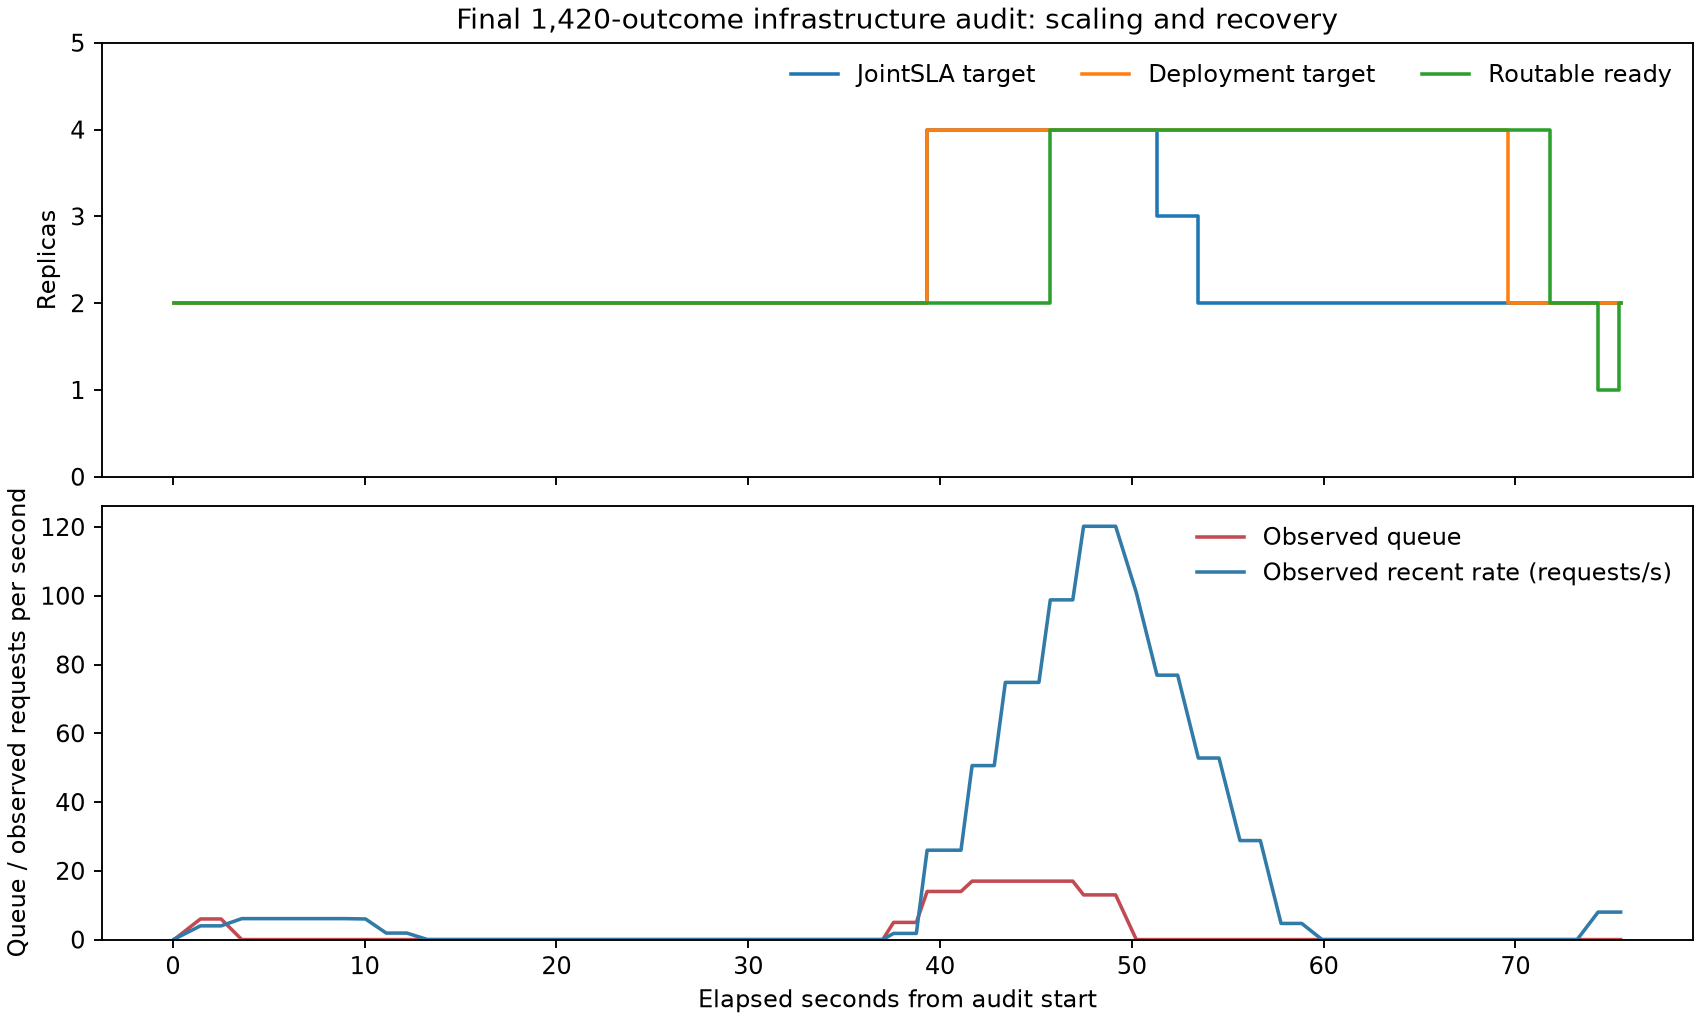 Final 1,420-outcome infrastructure audit: scaling and recovery
JointSLA target
Deployment target
Routable ready
Replicas
5
4
3
2
1
0
Observed queue
Observed recent rate (requests/s)
Queue / observed requests per second
120
100
80
60
40
20
0
0
10
20
30
40
50
60
70
Elapsed seconds from audit start